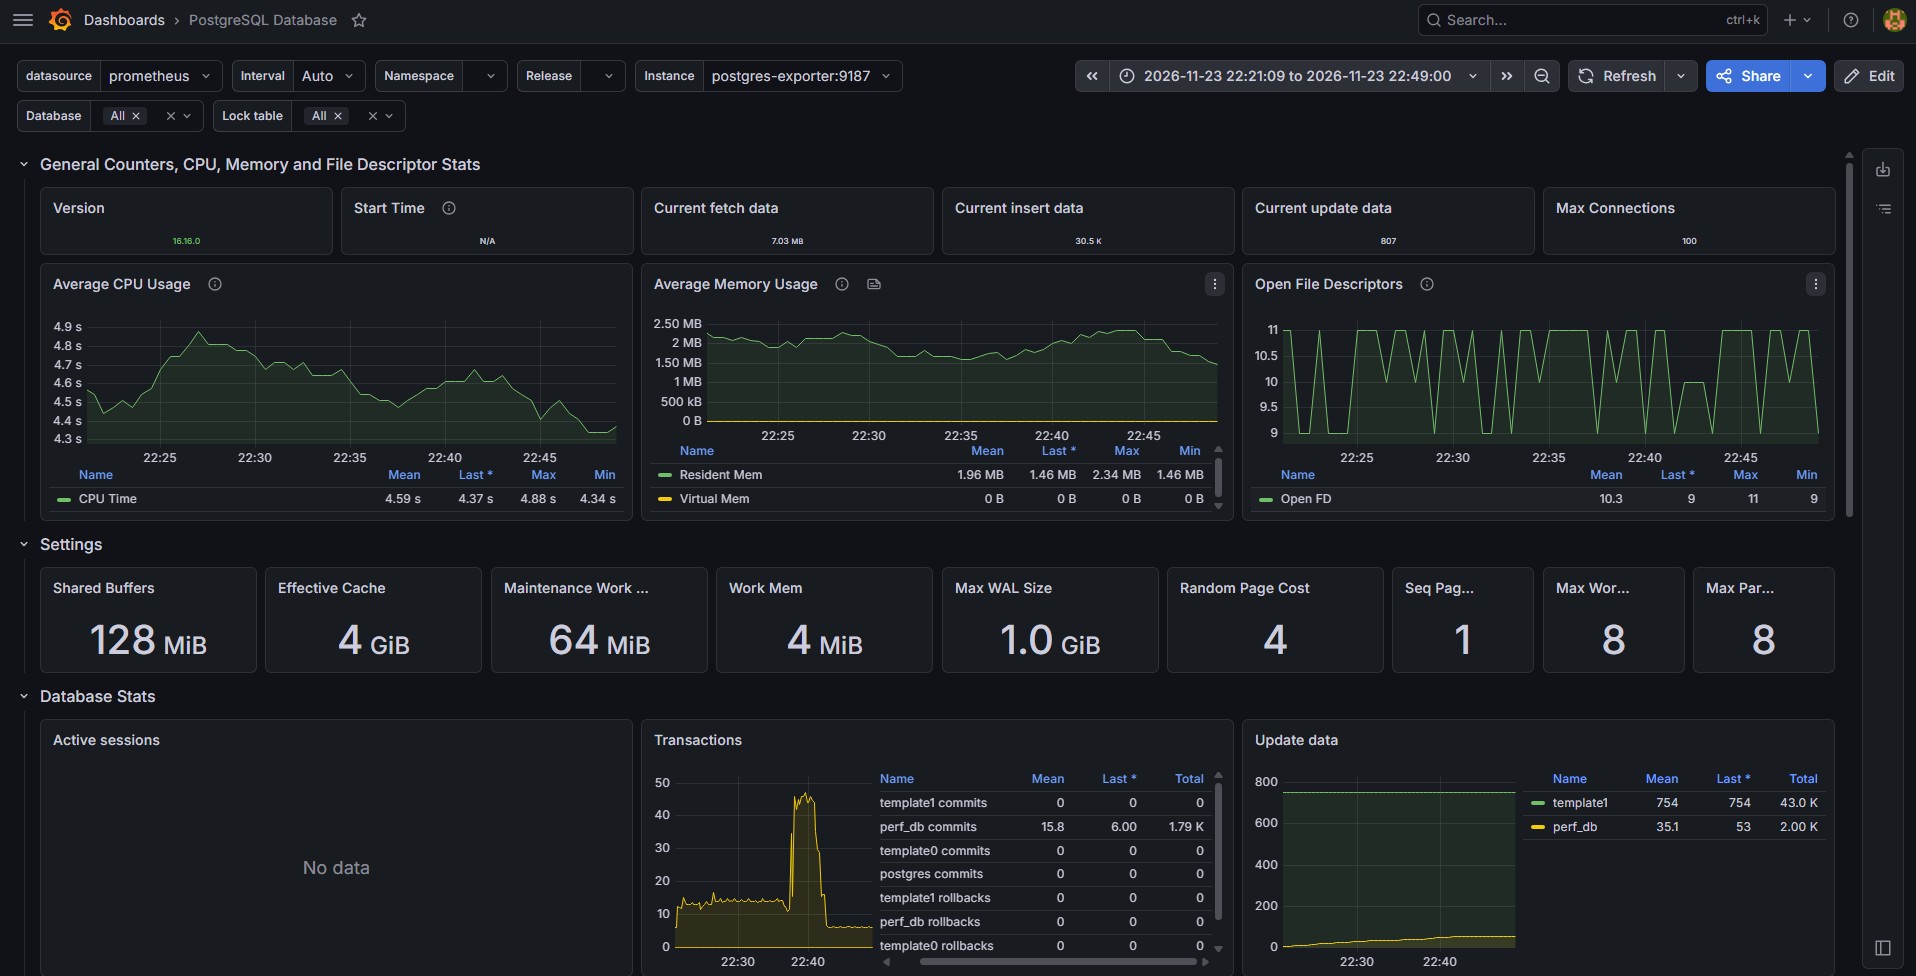 Dashboards › PostgreSQL Database Search... ctrl+k
datasource prometheus Interval Auto Namespace Release Instance postgres-exporter:9187 2026-11-23 22:21:09 to 2026-11-23 22:49:00 Refresh Share Edit
Database All Lock table All
General Counters, CPU, Memory and File Descriptor Stats
Version
16.16.0
Start Time
N/A
Current fetch data
7.03 MB
Current insert data
30.5 K
Current update data
807
Max Connections
100
Average CPU Usage
4.9 s
4.8 s
4.7 s
4.6 s
4.5 s
4.4 s
4.3 s
22:25 22:30 22:35 22:40 22:45
Name Mean Last * Max Min
CPU Time 4.59 s 4.37 s 4.88 s 4.34 s
Average Memory Usage
2.50 MB
2 MB
1.50 MB
1 MB
500 kB
0 B
22:25 22:30 22:35 22:40 22:45
Name Mean Last * Max Min
Resident Mem 1.96 MB 1.46 MB 2.34 MB 1.46 MB
Virtual Mem 0 B 0 B 0 B 0 B
Open File Descriptors
11
10.5
10
9.5
9
22:25 22:30 22:35 22:40 22:45
Name Mean Last * Max Min
Open FD 10.3 9 11 9
Settings
Shared Buffers
128 MiB
Effective Cache
4 GiB
Maintenance Work ...
64 MiB
Work Mem
4 MiB
Max WAL Size
1.0 GiB
Random Page Cost
4
Seq Pag...
1
Max Wor...
8
Max Par...
8
Database Stats
Active sessions
No data
Transactions
50
40
30
20
10
0
22:30 22:40
Name Mean Last * Total
template1 commits 0 0 0
perf_db commits 15.8 6.00 1.79 K
template0 commits 0 0 0
postgres commits 0 0 0
template1 rollbacks 0 0 0
perf_db rollbacks 0 0 0
template0 rollbacks 0 0 0
Update data
800
600
400
200
0
22:30 22:40
Name Mean Last * Total
template1 754 754 43.0 K
perf_db 35.1 53 2.00 K